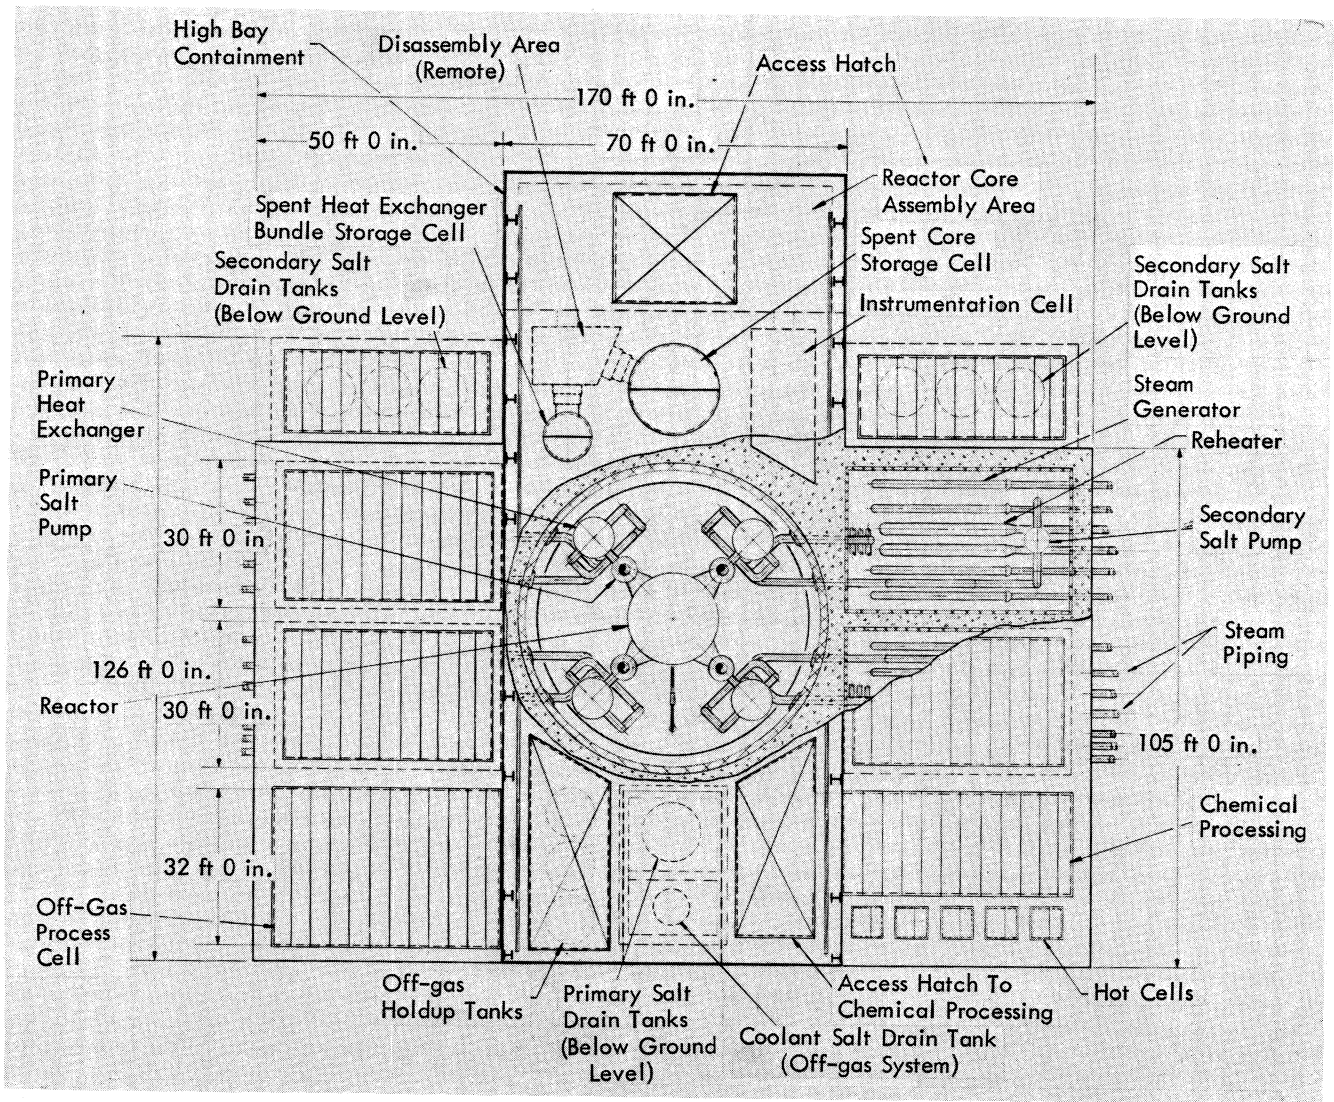 High Bay
Containment
Disassembly Area
(Remote)
Access Hatch
170 ft 0 in.
50 ft 0 in.
70 ft 0 in.
Reactor Core
Assembly Area
Spent Heat Exchanger
Bundle Storage Cell
Spent Core
Storage Cell
Secondary Salt
Drain Tanks
(Below Ground Level)
Instrumentation Cell
Secondary Salt
Drain Tanks
(Below Ground
Level)
Primary
Heat
Exchanger
Steam
Generator
Reheater
Primary
Salt
Pump
30 ft 0 in
Secondary
Salt Pump
Steam
Piping
126 ft 0 in.
Reactor
30 ft 0 in.
105 ft 0 in.
Chemical
Processing
32 ft 0 in.
Off-Gas
Process
Cell
Off-gas
Holdup Tanks
Primary Salt
Drain Tanks
(Below Ground
Level)
Access Hatch To
Chemical Processing
Hot Cells
Coolant Salt Drain Tank
(Off-gas System)